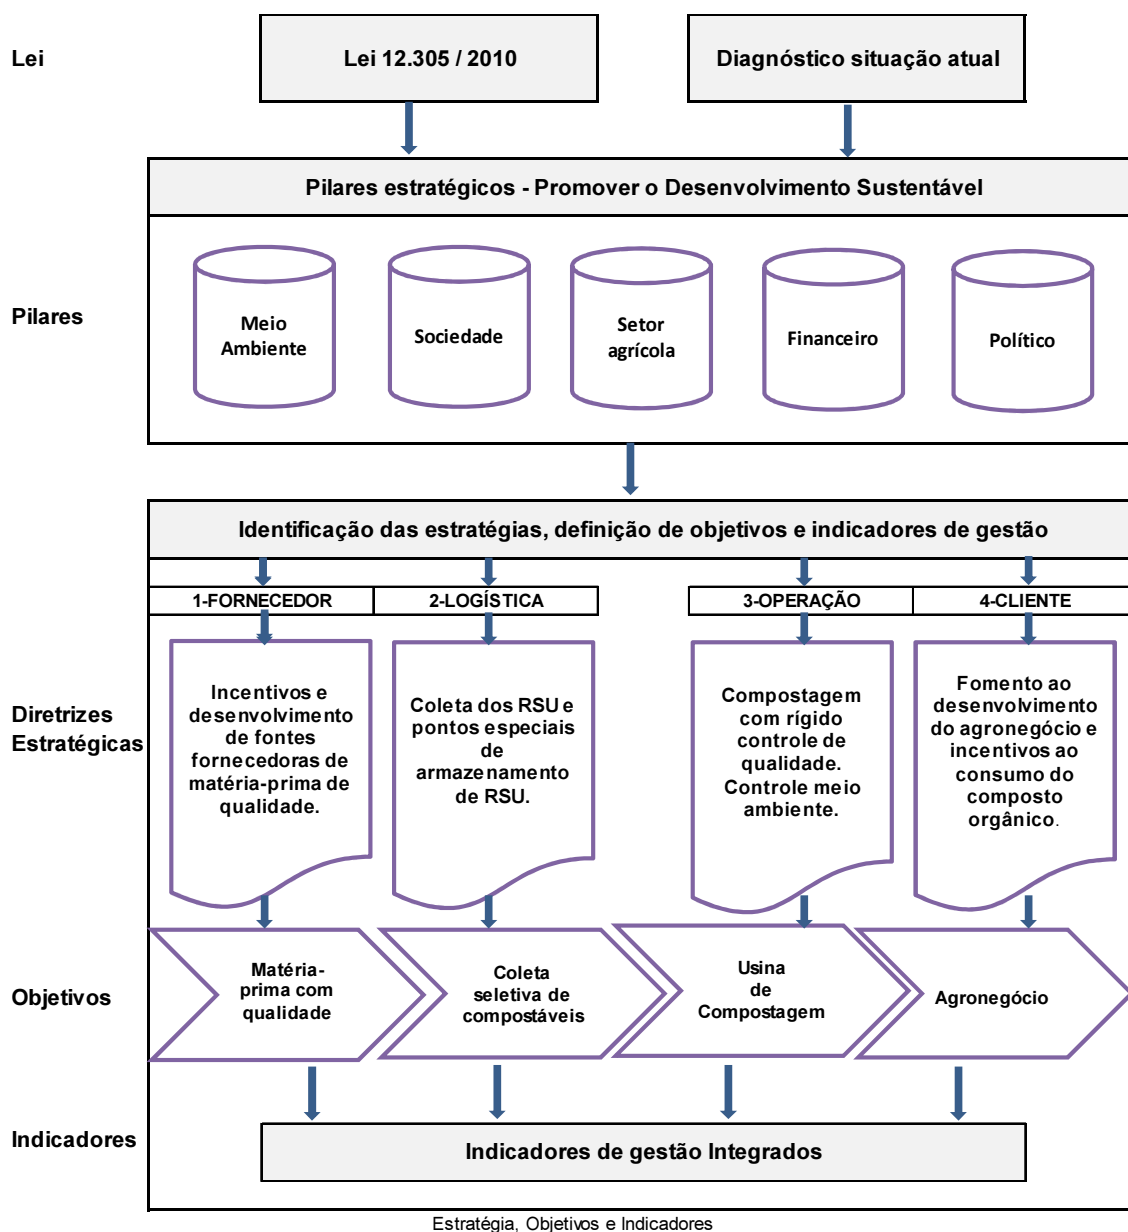 Lei
Lei 12.305 / 2010
Diagnóstico situação atual
Pilares estratégicos - Promover o Desenvolvimento Sustentável
Pilares
Meio
Ambiente
Sociedade
Setor
agrícola
Financeiro
Político
Identificação das estratégias, definição de objetivos e indicadores de gestão
1-FORNECEDOR
2-LOGÍSTICA
3-OPERAÇÃO
4-CLIENTE
Diretrizes
Estratégicas
Incentivos e
desenvolvimento
de fontes
fornecedoras de
matéria-prima de
qualidade.
Coleta dos RSU e
pontos especiais
de
armazenamento
de RSU.
Compostagem
com rígido
controle de
qualidade.
Controle meio
ambiente.
Fomento ao
desenvolvimento
do agronegócio e
incentivos ao
consumo do
composto
orgânico.
Objetivos
Matéria-
prima com
qualidade
Coleta
seletiva de
compostáveis
Usina
de
Compostagem
Agronegócio
Indicadores
Indicadores de gestão Integrados
Estratégia, Objetivos e Indicadores